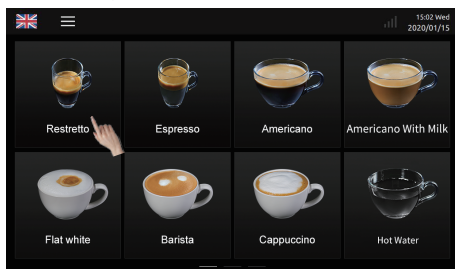 15:02 Wed
2020/01/15
Restretto
Espresso
Americano
Americano With Milk
Flat white
Barista
Cappuccino
Hot Water